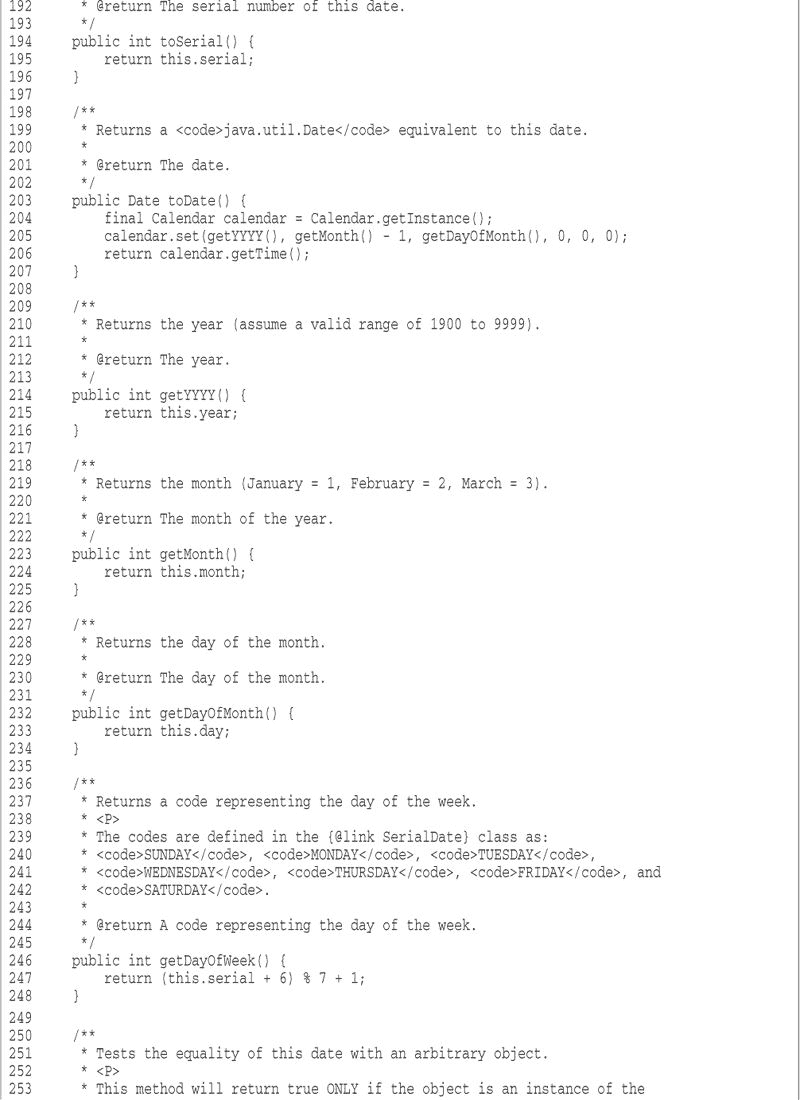 192      * @return The serial number of this date.
193      */
194     public int toSerial() {
195         return this.serial;
196     }
197
198     /**
199      * Returns a <code>java.util.Date</code> equivalent to this date.
200      *
201      * @return The date.
202      */
203     public Date toDate() {
204         final Calendar calendar = Calendar.getInstance();
205         calendar.set(getYYYY(), getMonth() - 1, getDayOfMonth(), 0, 0, 0);
206         return calendar.getTime();
207     }
208
209     /**
210      * Returns the year (assume a valid range of 1900 to 9999).
211      *
212      * @return The year.
213      */
214     public int getYYYY() {
215         return this.year;
216     }
217
218     /**
219      * Returns the month (January = 1, February = 2, March = 3).
220      *
221      * @return The month of the year.
222      */
223     public int getMonth() {
224         return this.month;
225     }
226
227     /**
228      * Returns the day of the month.
229      *
230      * @return The day of the month.
231      */
232     public int getDayOfMonth() {
233         return this.day;
234     }
235
236     /**
237      * Returns a code representing the day of the week.
238      * <P>
239      * The codes are defined in the {@link SerialDate} class as:
240      * <code>SUNDAY</code>, <code>MONDAY</code>, <code>TUESDAY</code>,
241      * <code>WEDNESDAY</code>, <code>THURSDAY</code>, <code>FRIDAY</code>, and
242      * <code>SATURDAY</code>.
243      *
244      * @return A code representing the day of the week.
245      */
246     public int getDayOfWeek() {
247         return (this.serial + 6) % 7 + 1;
248     }
249
250     /**
251      * Tests the equality of this date with an arbitrary object.
252      * <P>
253      * This method will return true ONLY if the object is an instance of the